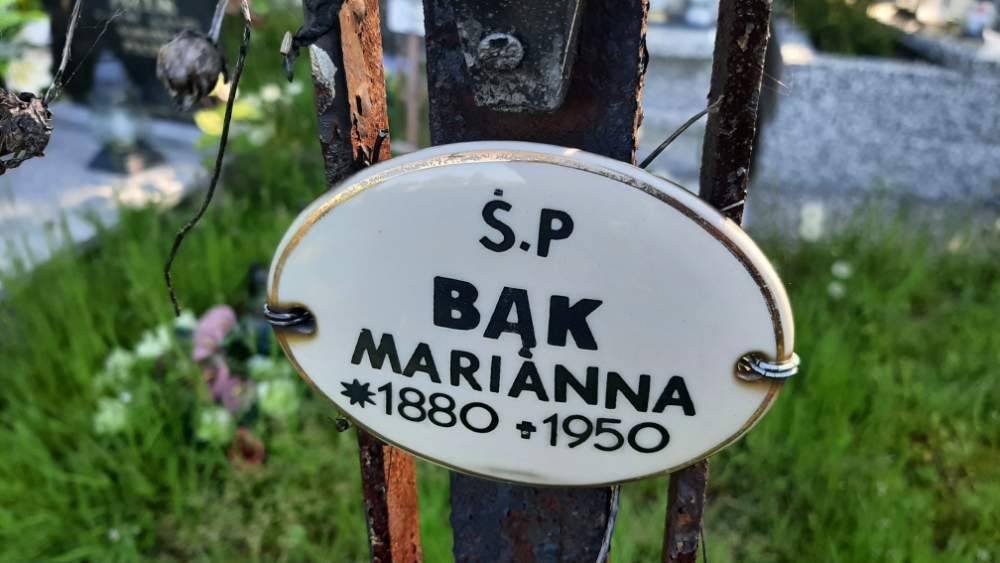 Ś.P
BĄK
MARIANNA
*1880 ✝1950